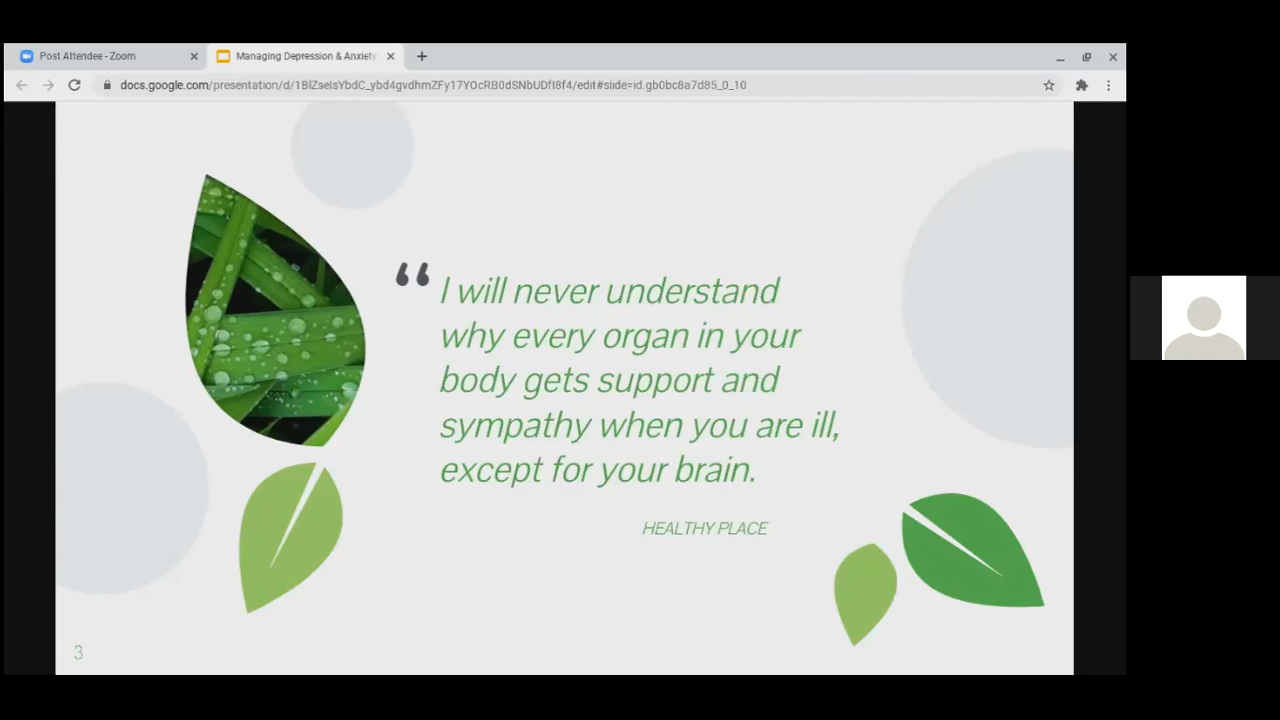 Post Attendee - Zoom
Managing Depression & Anxiety
docs.google.com/presentation/d/1BlZseIsYbdC_ybd4gvdhmZFy17YOcRB0dSNbUDfI8f4/edit#slide=id.gb0bc8a7d85_0_10
“ I will never understand
why every organ in your
body gets support and
sympathy when you are ill,
except for your brain.
HEALTHY PLACE
3